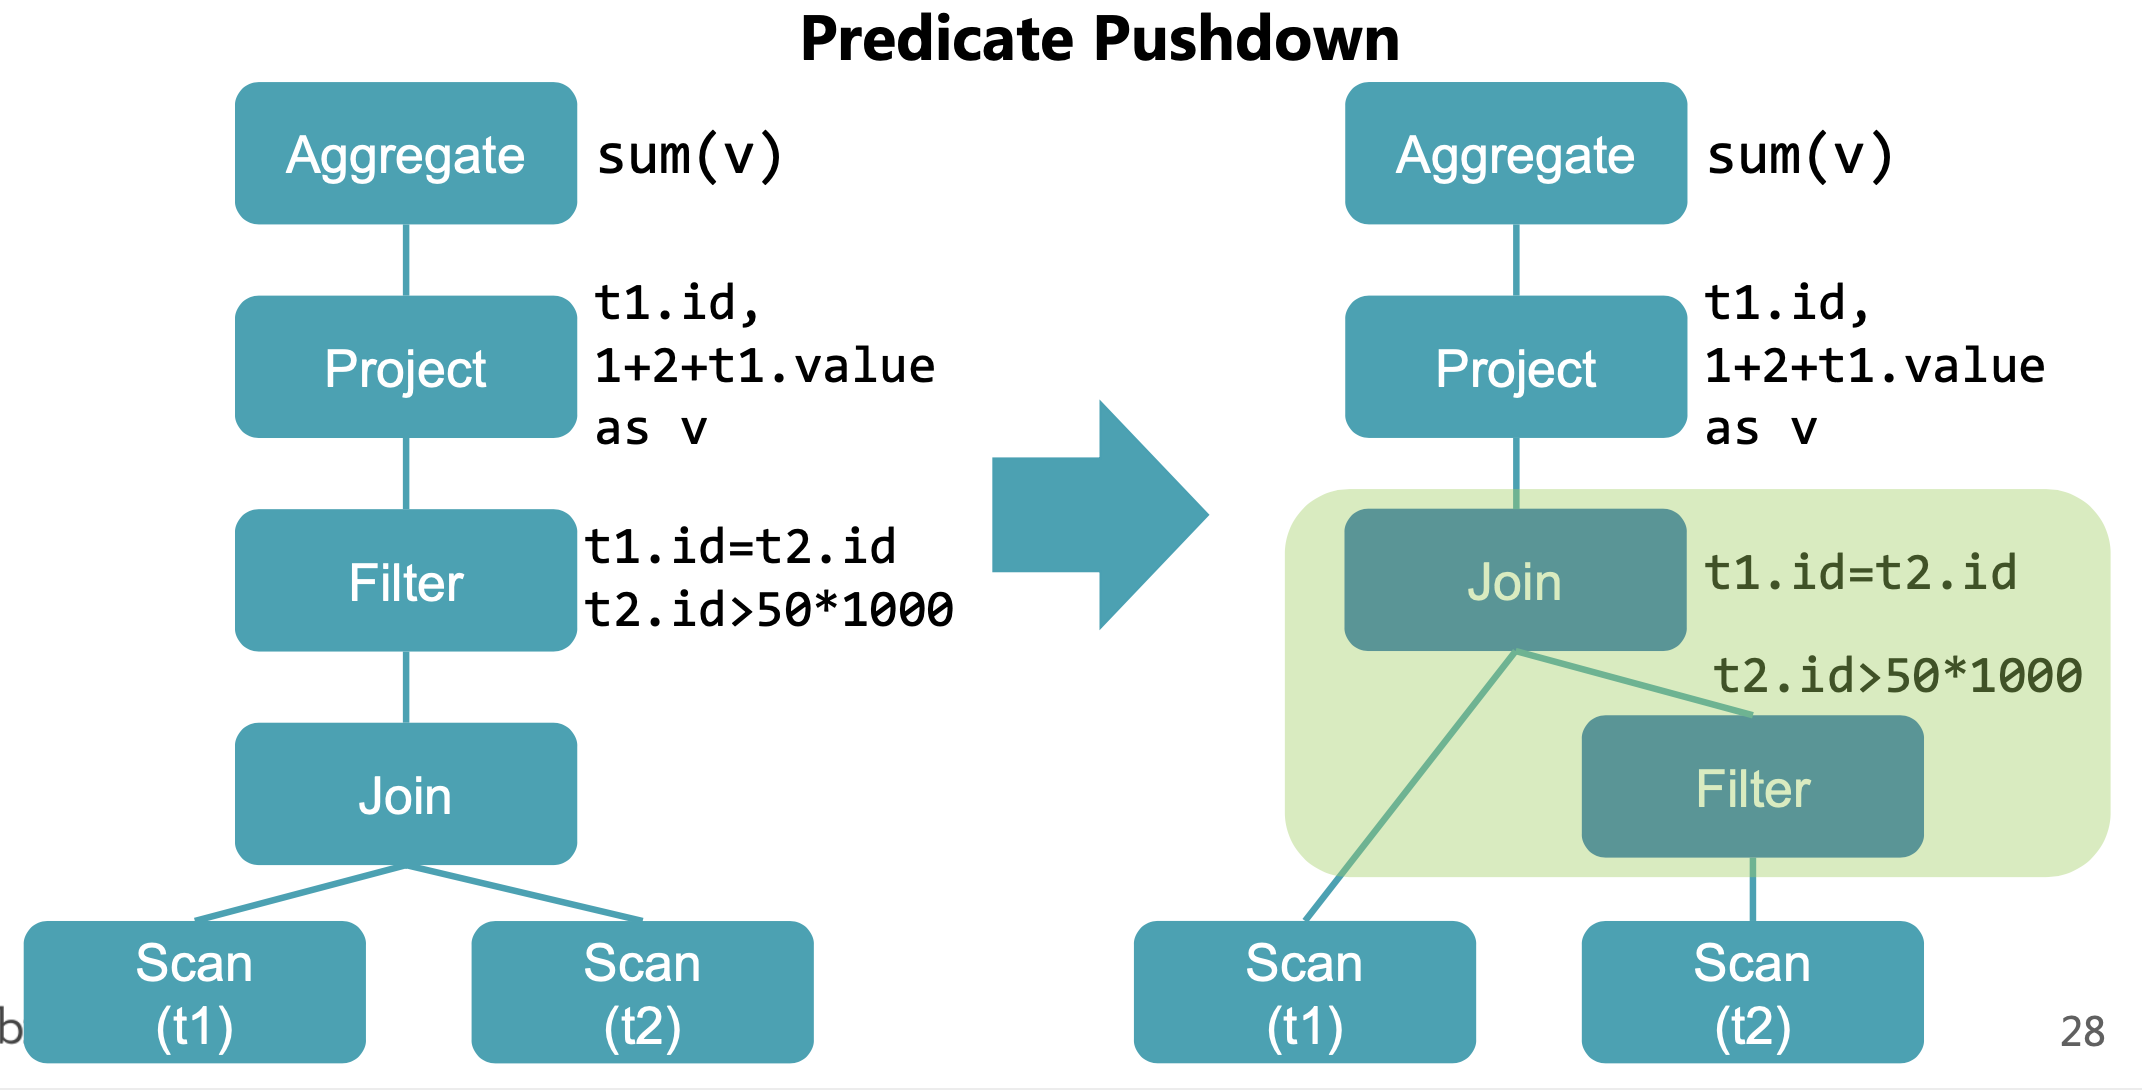 Predicate Pushdown
Aggregate
sum(v)
Project
t1.id,
1+2+t1.value
as v
Filter
t1.id=t2.id
t2.id>50*1000
Join
Scan
(t1)
Scan
(t2)
Aggregate
sum(v)
Project
t1.id,
1+2+t1.value
as v
Join
t1.id=t2.id
t2.id>50*1000
Filter
Scan
(t1)
Scan
(t2)
b
28